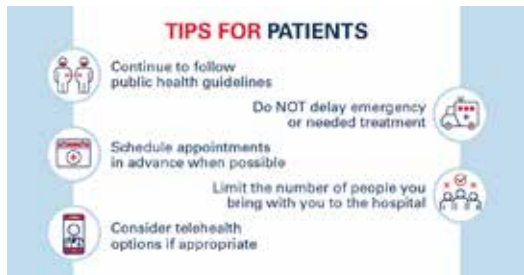 TIPS FOR PATIENTS
Continue to follow
public health guidelines
Do NOT delay emergency
or needed treatment
Schedule appointments
in advance when possible
Limit the number of people you
bring with you to the hospital
Consider telehealth
options if appropriate